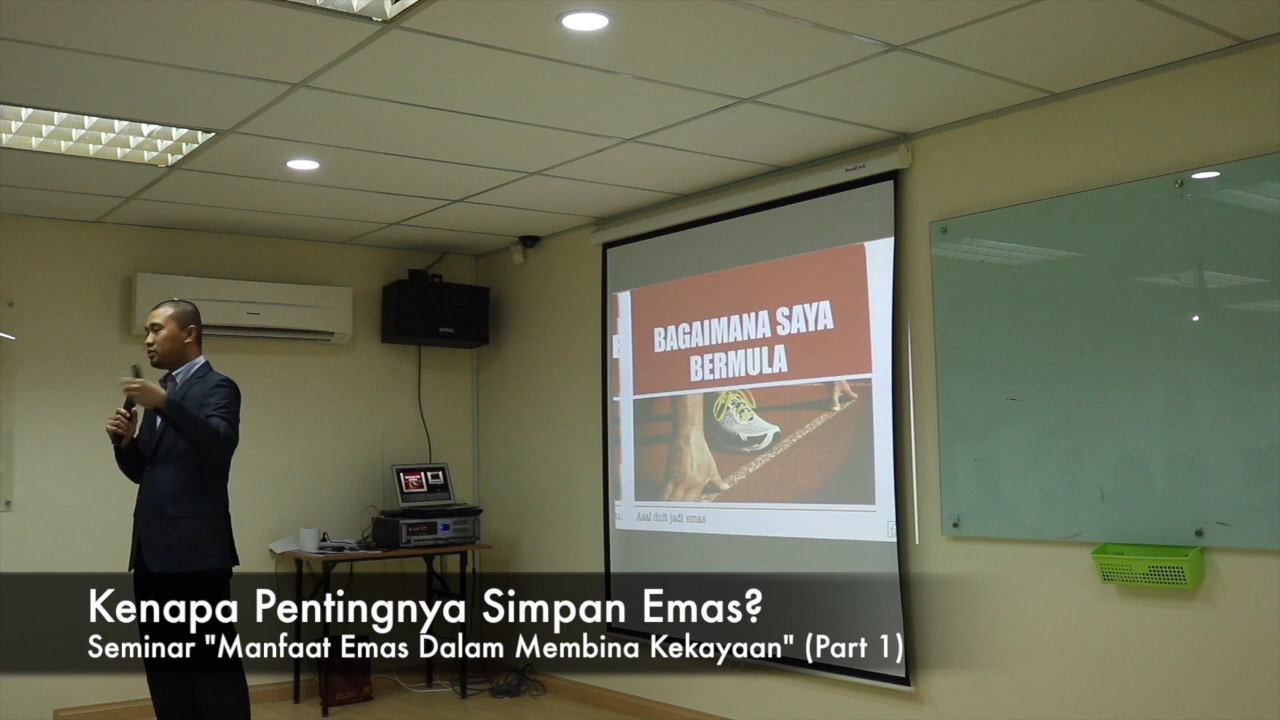 BAGAIMANA SAYA
BERMULA
Asal duit jadi emas
Kenapa Pentingnya Simpan Emas?
Seminar "Manfaat Emas Dalam Membina Kekayaan" (Part 1)